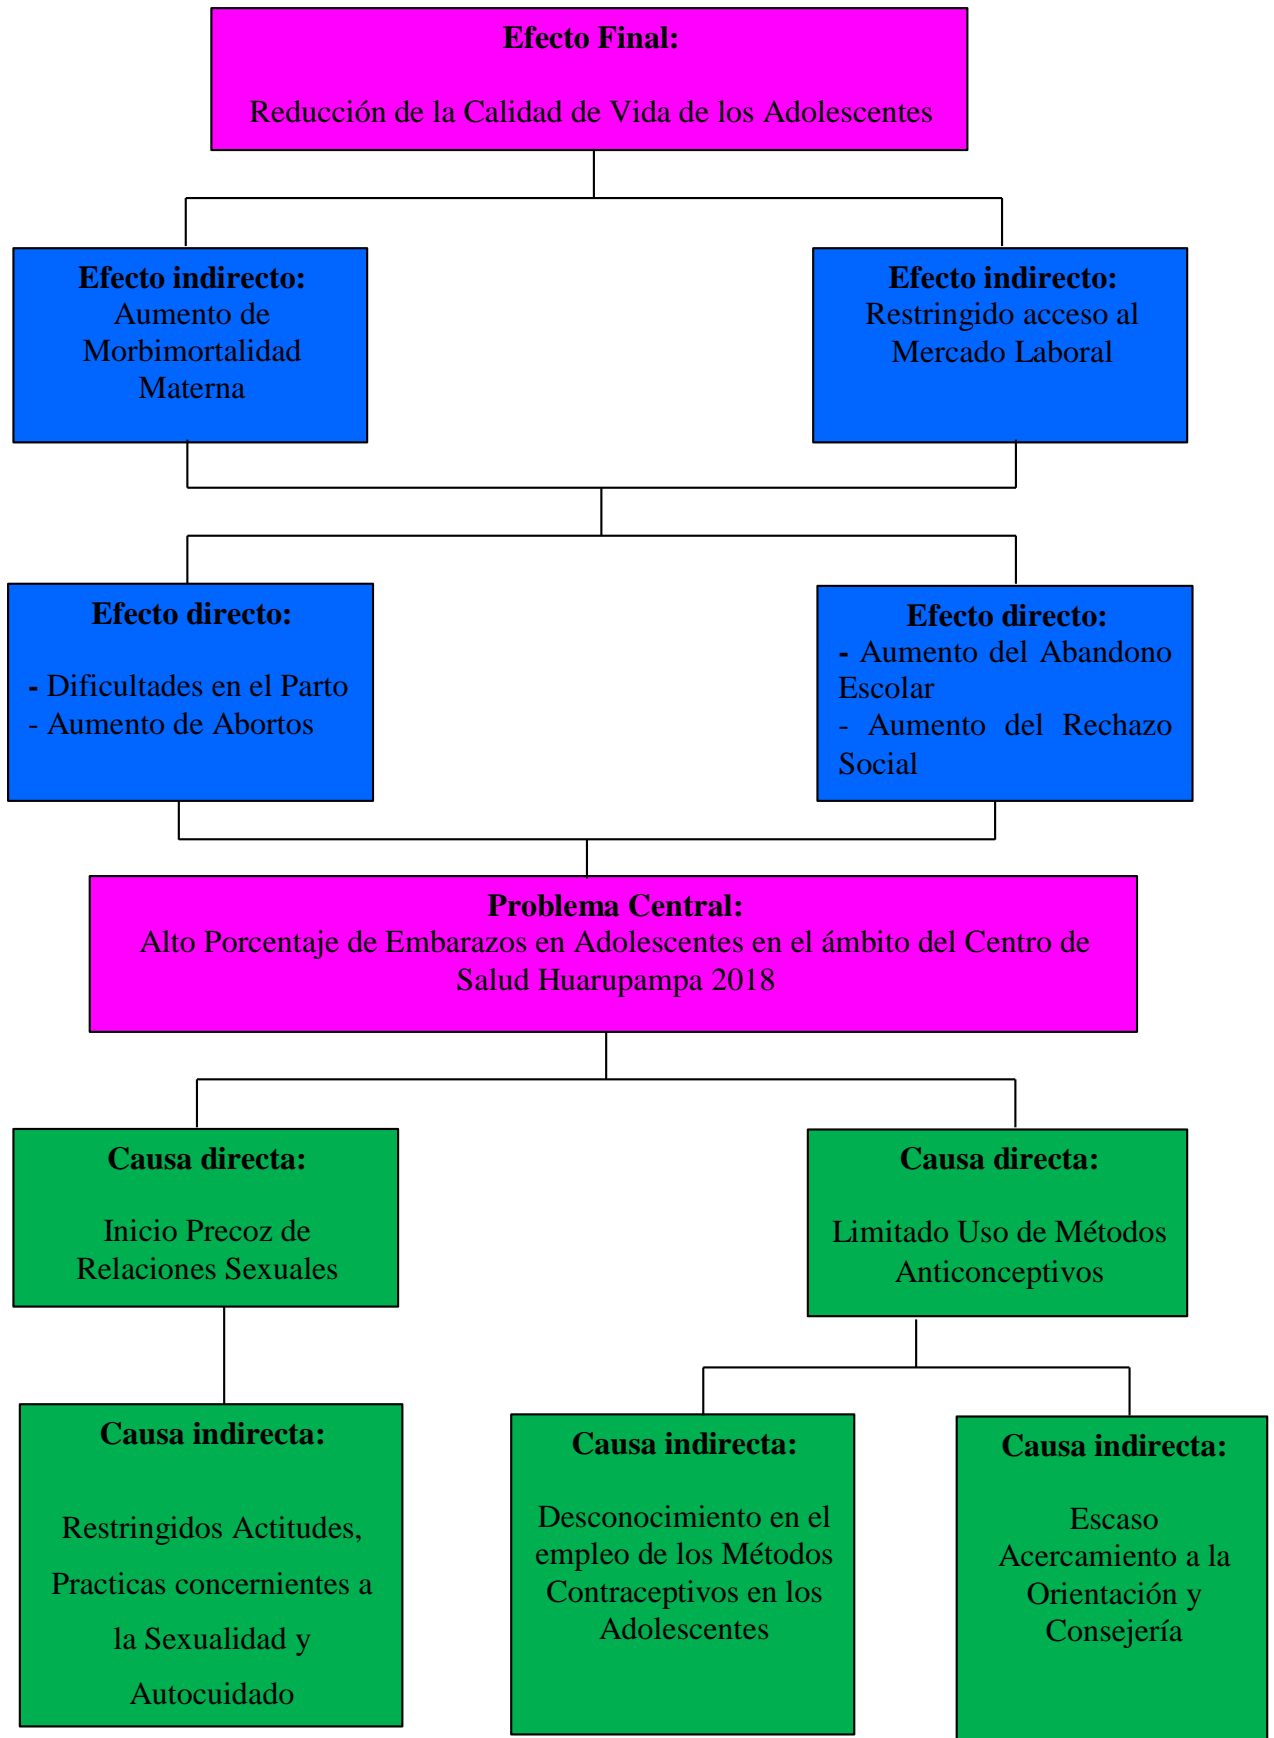 Efecto Final:
Reducción de la Calidad de Vida de los Adolescentes
Efecto indirecto:
Aumento de
Morbimortalidad
Materna
Efecto indirecto:
Restringido acceso al
Mercado Laboral
Efecto directo:
- Dificultades en el Parto
- Aumento de Abortos
Efecto directo:
- Aumento del Abandono
Escolar
- Aumento del Rechazo
Social
Problema Central:
Alto Porcentaje de Embarazos en Adolescentes en el ámbito del Centro de
Salud Huarupampa 2018
Causa directa:
Inicio Precoz de
Relaciones Sexuales
Causa directa:
Limitado Uso de Métodos
Anticonceptivos
Causa indirecta:
Restringidos Actitudes,
Practicas concernientes a
la Sexualidad y
Autocuidado
Causa indirecta:
Desconocimiento en el
empleo de los Métodos
Contraceptivos en los
Adolescentes
Causa indirecta:
Escaso
Acercamiento a la
Orientación y
Consejería